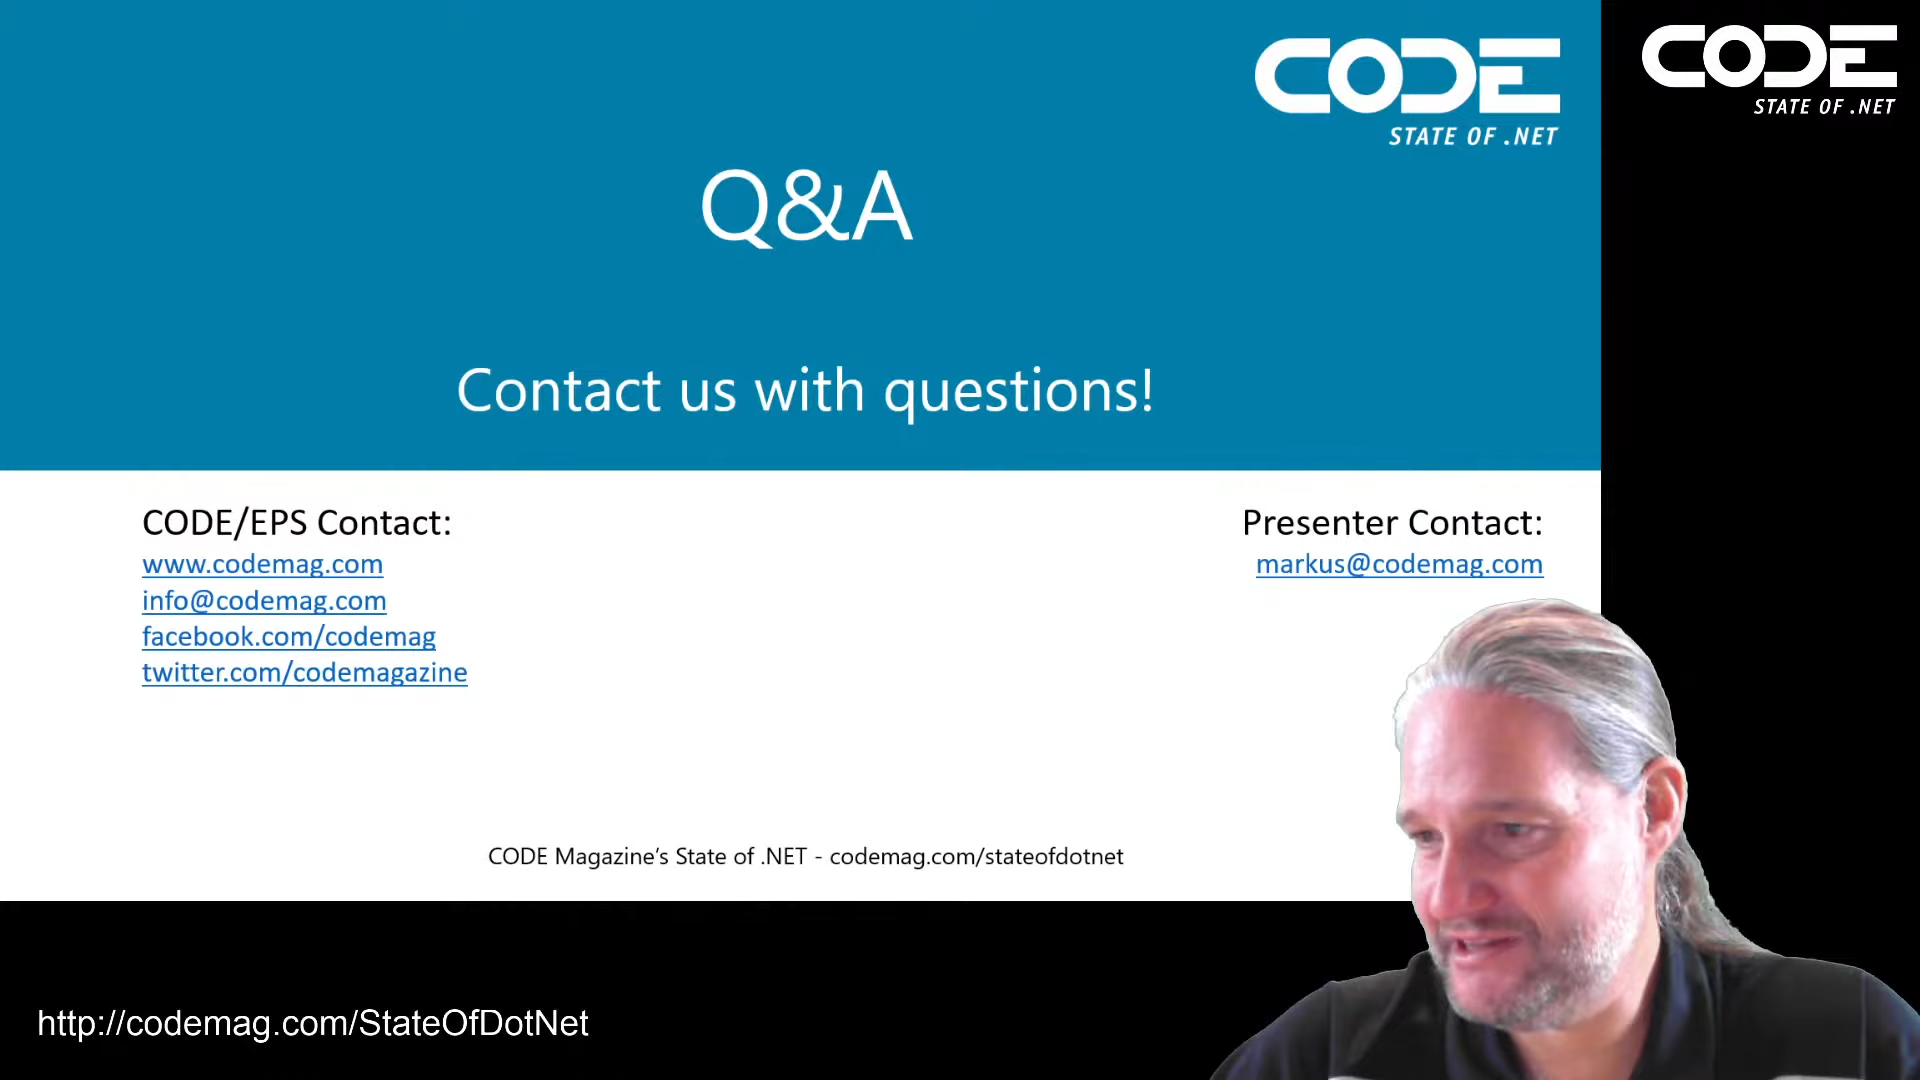 CODE
STATE OF .NET
CODE
STATE OF .NET
Q&A
Contact us with questions!
CODE/EPS Contact:
www.codemag.com
info@codemag.com
facebook.com/codemag
twitter.com/codemagazine
Presenter Contact:
markus@codemag.com
CODE Magazine’s State of .NET - codemag.com/stateofdotnet
http://codemag.com/StateOfDotNet